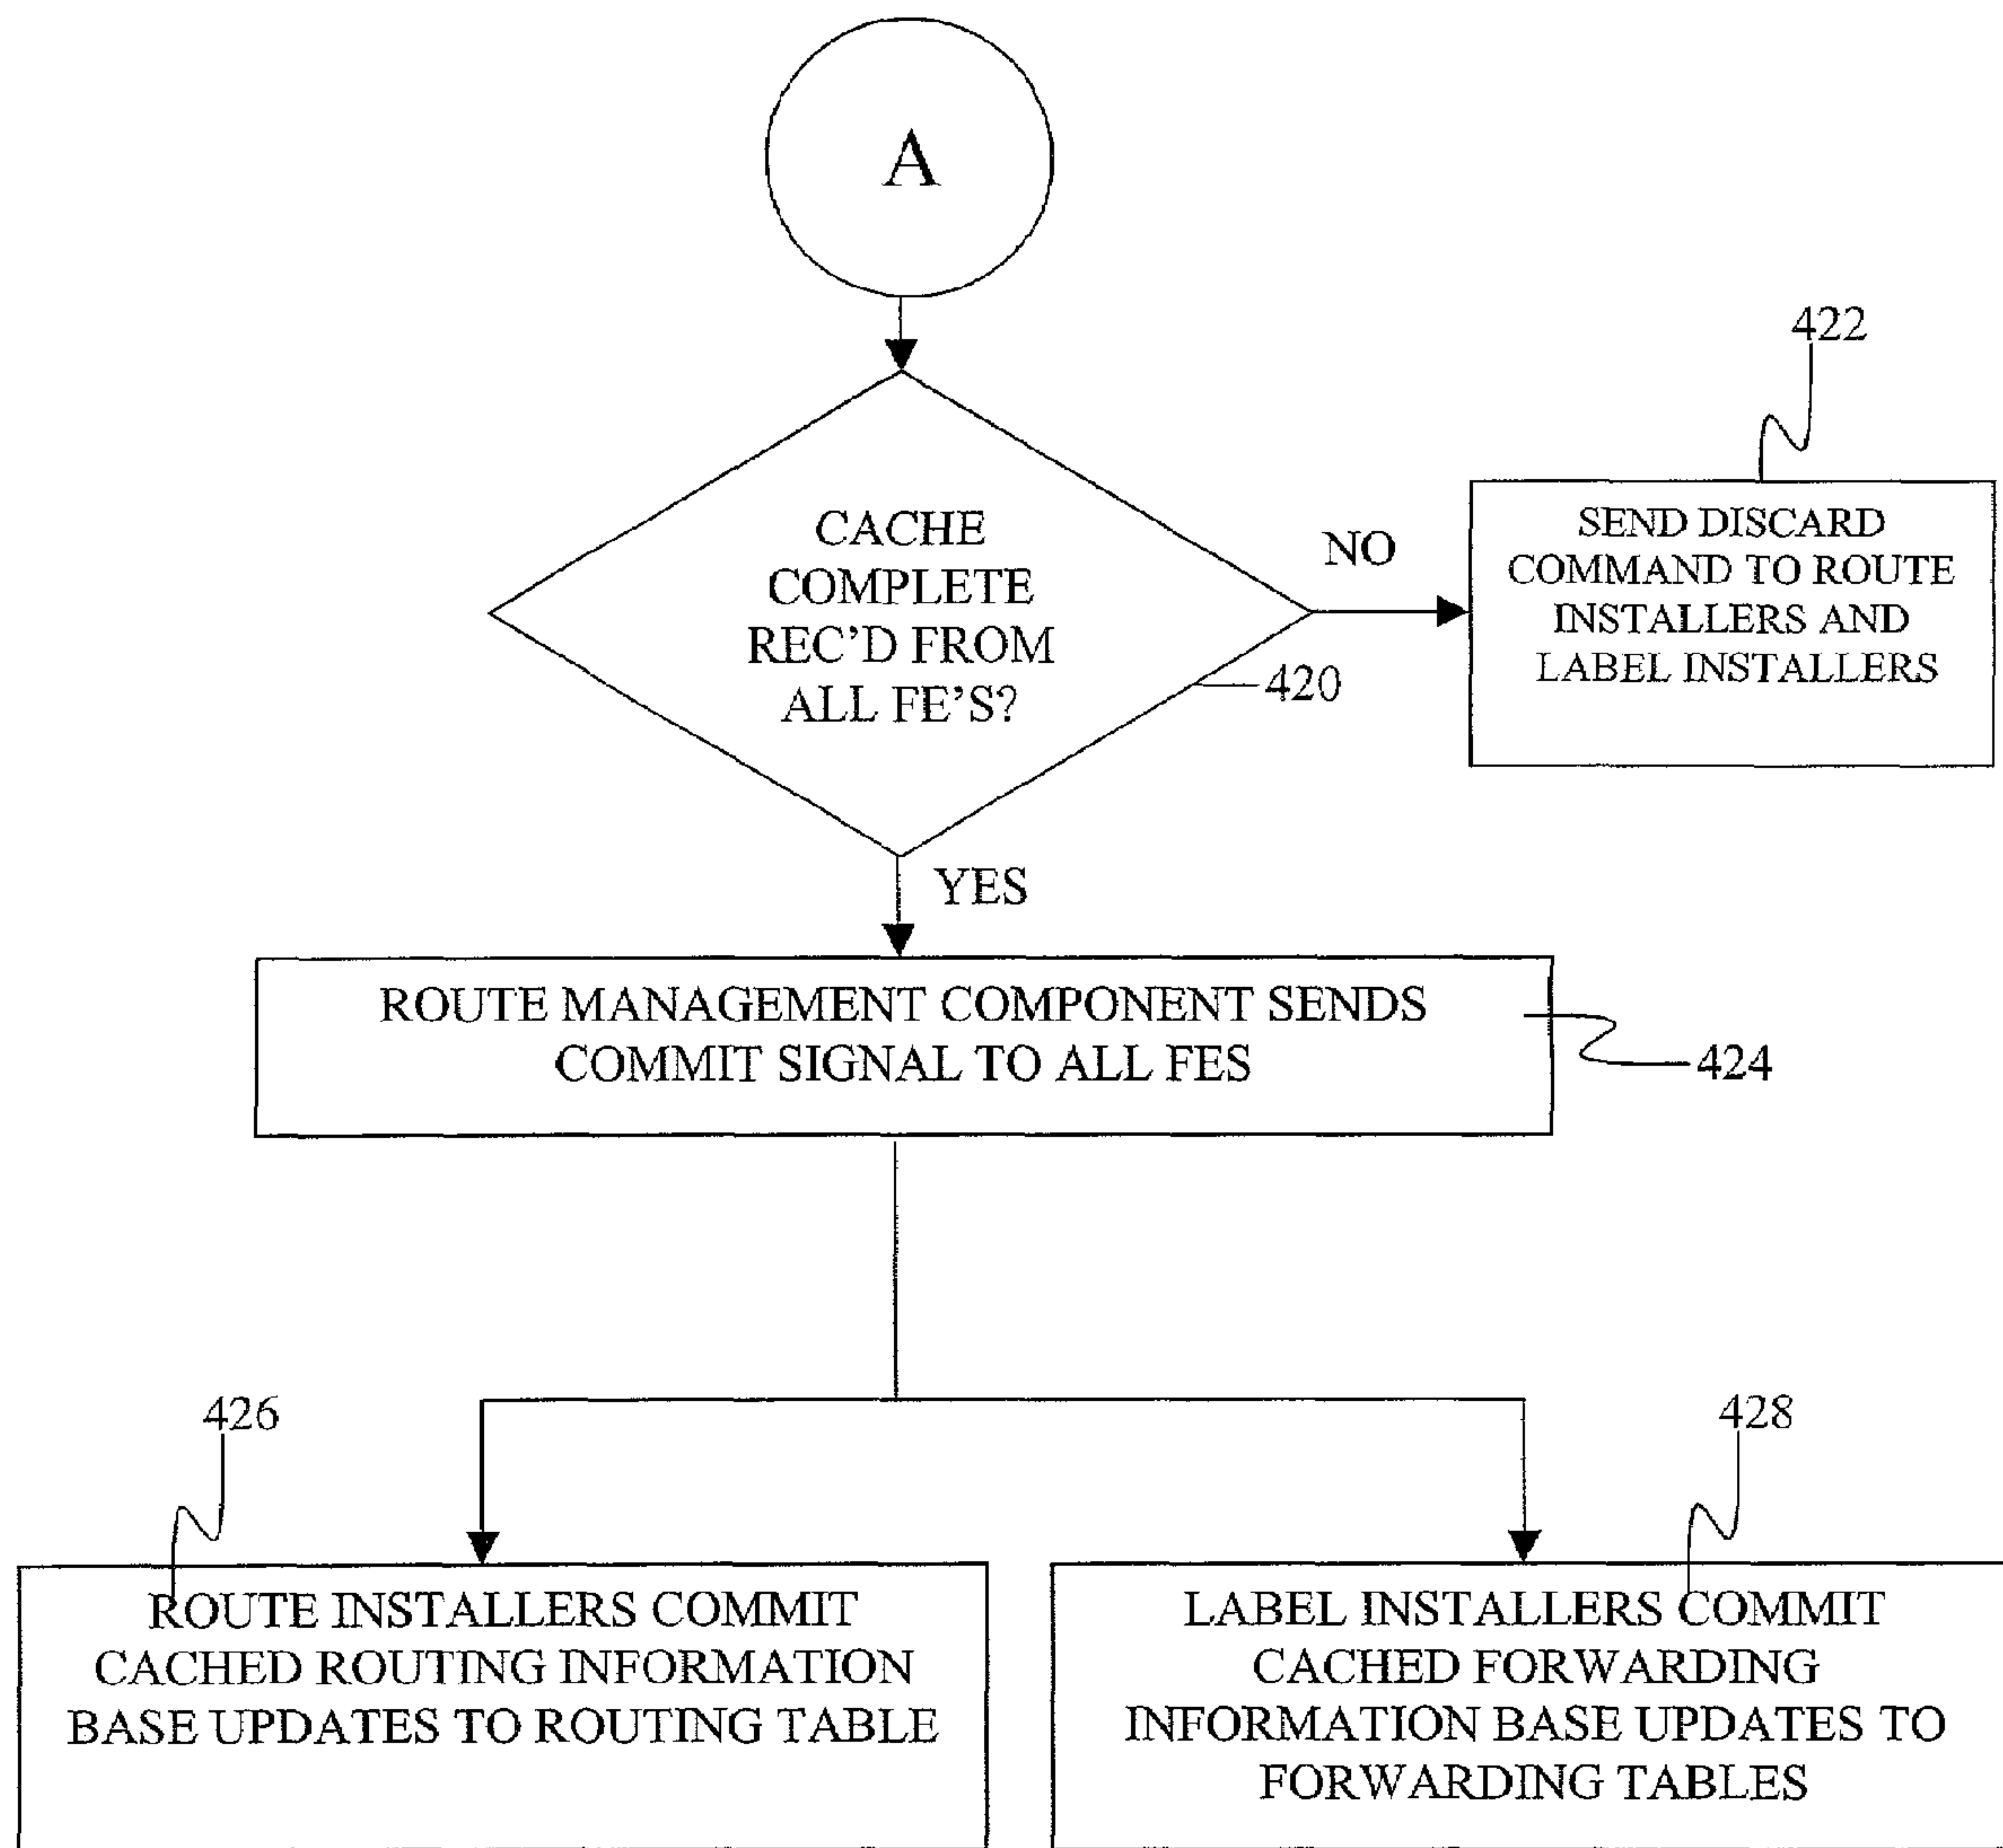 A
422
CACHE
COMPLETE
REC'D FROM
ALL FE'S?
NO
SEND DISCARD
COMMAND TO ROUTE
INSTALLERS AND
LABEL INSTALLERS
420
YES
ROUTE MANAGEMENT COMPONENT SENDS
COMMIT SIGNAL TO ALL FES
424
426
428
ROUTE INSTALLERS COMMIT
CACHED ROUTING INFORMATION
BASE UPDATES TO ROUTING TABLE
LABEL INSTALLERS COMMIT
CACHED FORWARDING
INFORMATION BASE UPDATES TO
FORWARDING TABLES